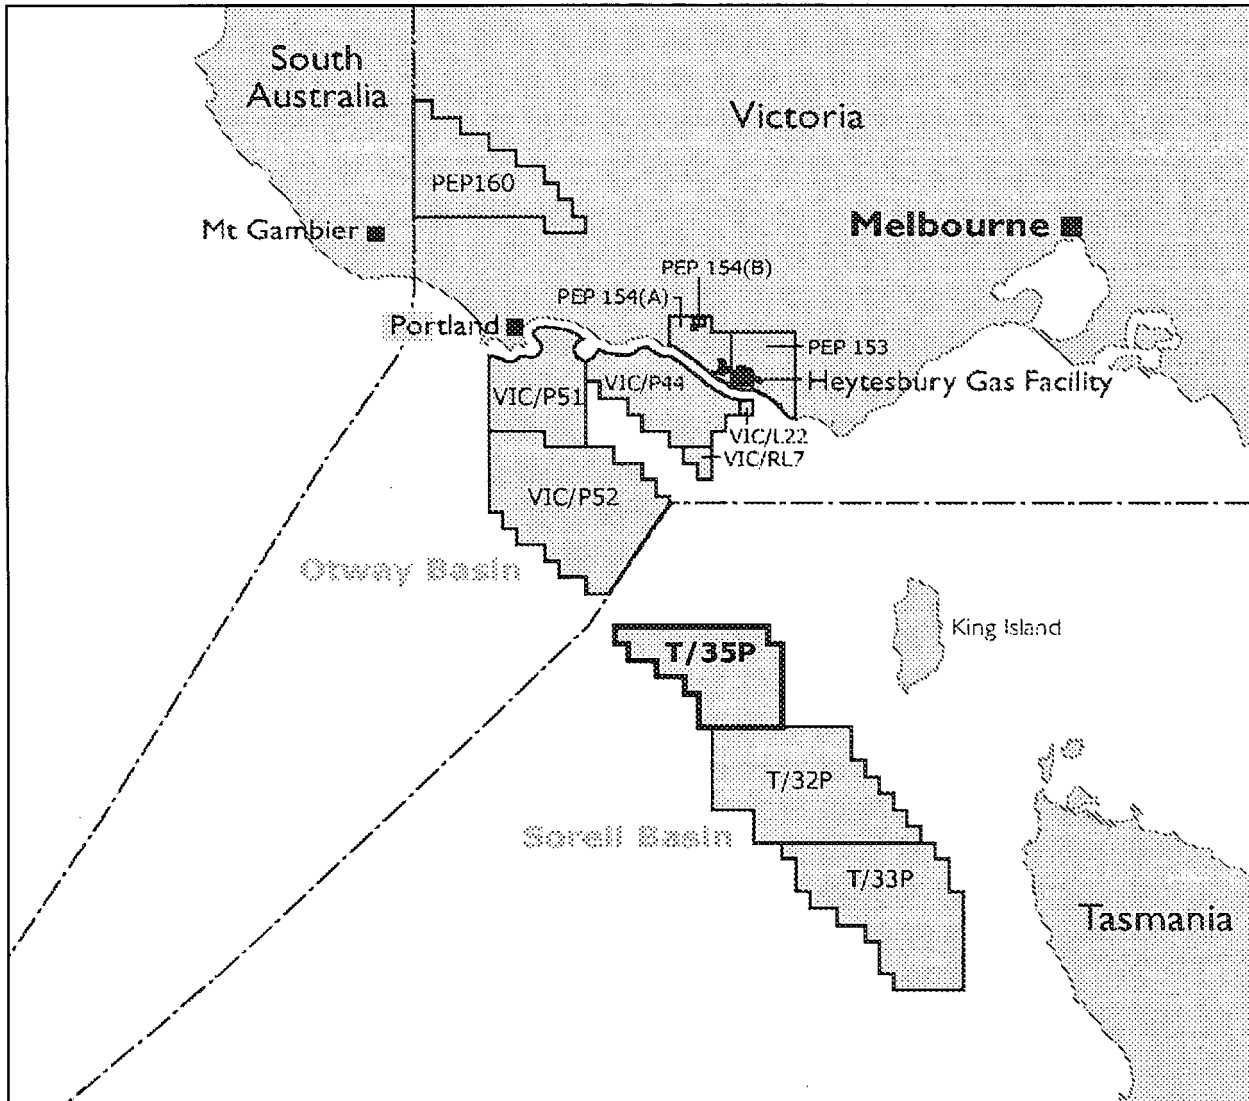 South
Australia
Victoria
PEP160
Mt Gambier
Melbourne
PEP 154(B)
PEP 154(A)
Portland
PEP 153
Heytesbury Gas Facility
VIC/P44
VIC/P51
VIC/L22
VIC/RL7
VIC/P52
Otway Basin
King Island
T/35P
T/32P
Sorell Basin
T/33P
Tasmania